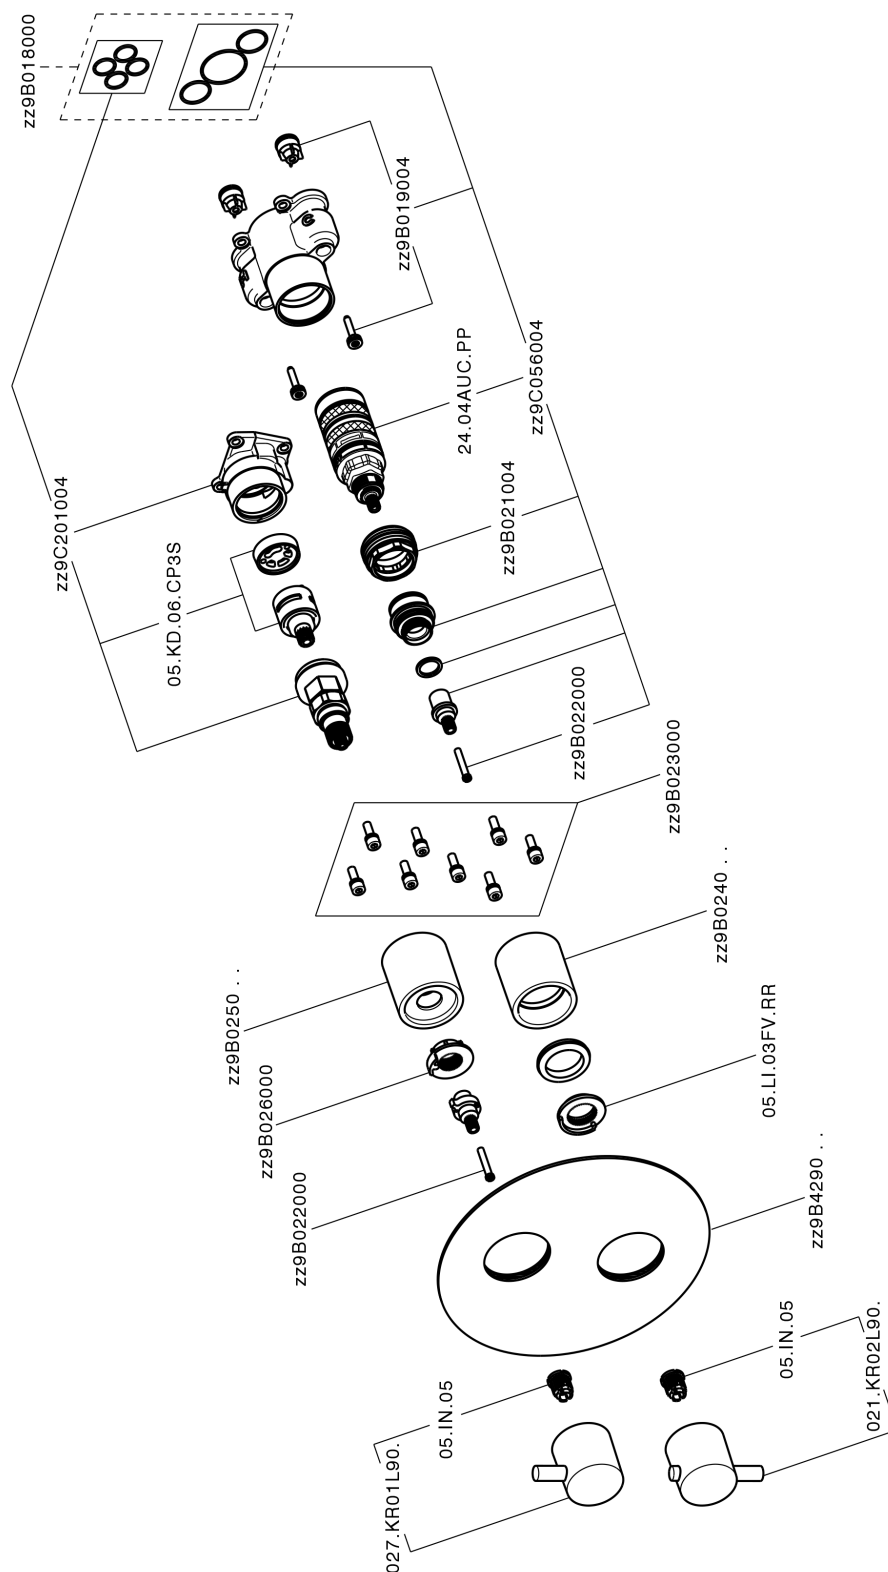 zz9B018000
zz9B019004
24.04AUC.PP
zz9C056004
zz9B021004
zz9C201004
05.KD.06.CP3S
zz9B022000
zz9B023000
zz9B0240 . .
zz9B0250 . .
05.LI.03FV.RR
zz9B026000
zz9B022000
zz9B4290 . .
05.IN.05
021.KR02L90.
05.IN.05
027.KR01L90.